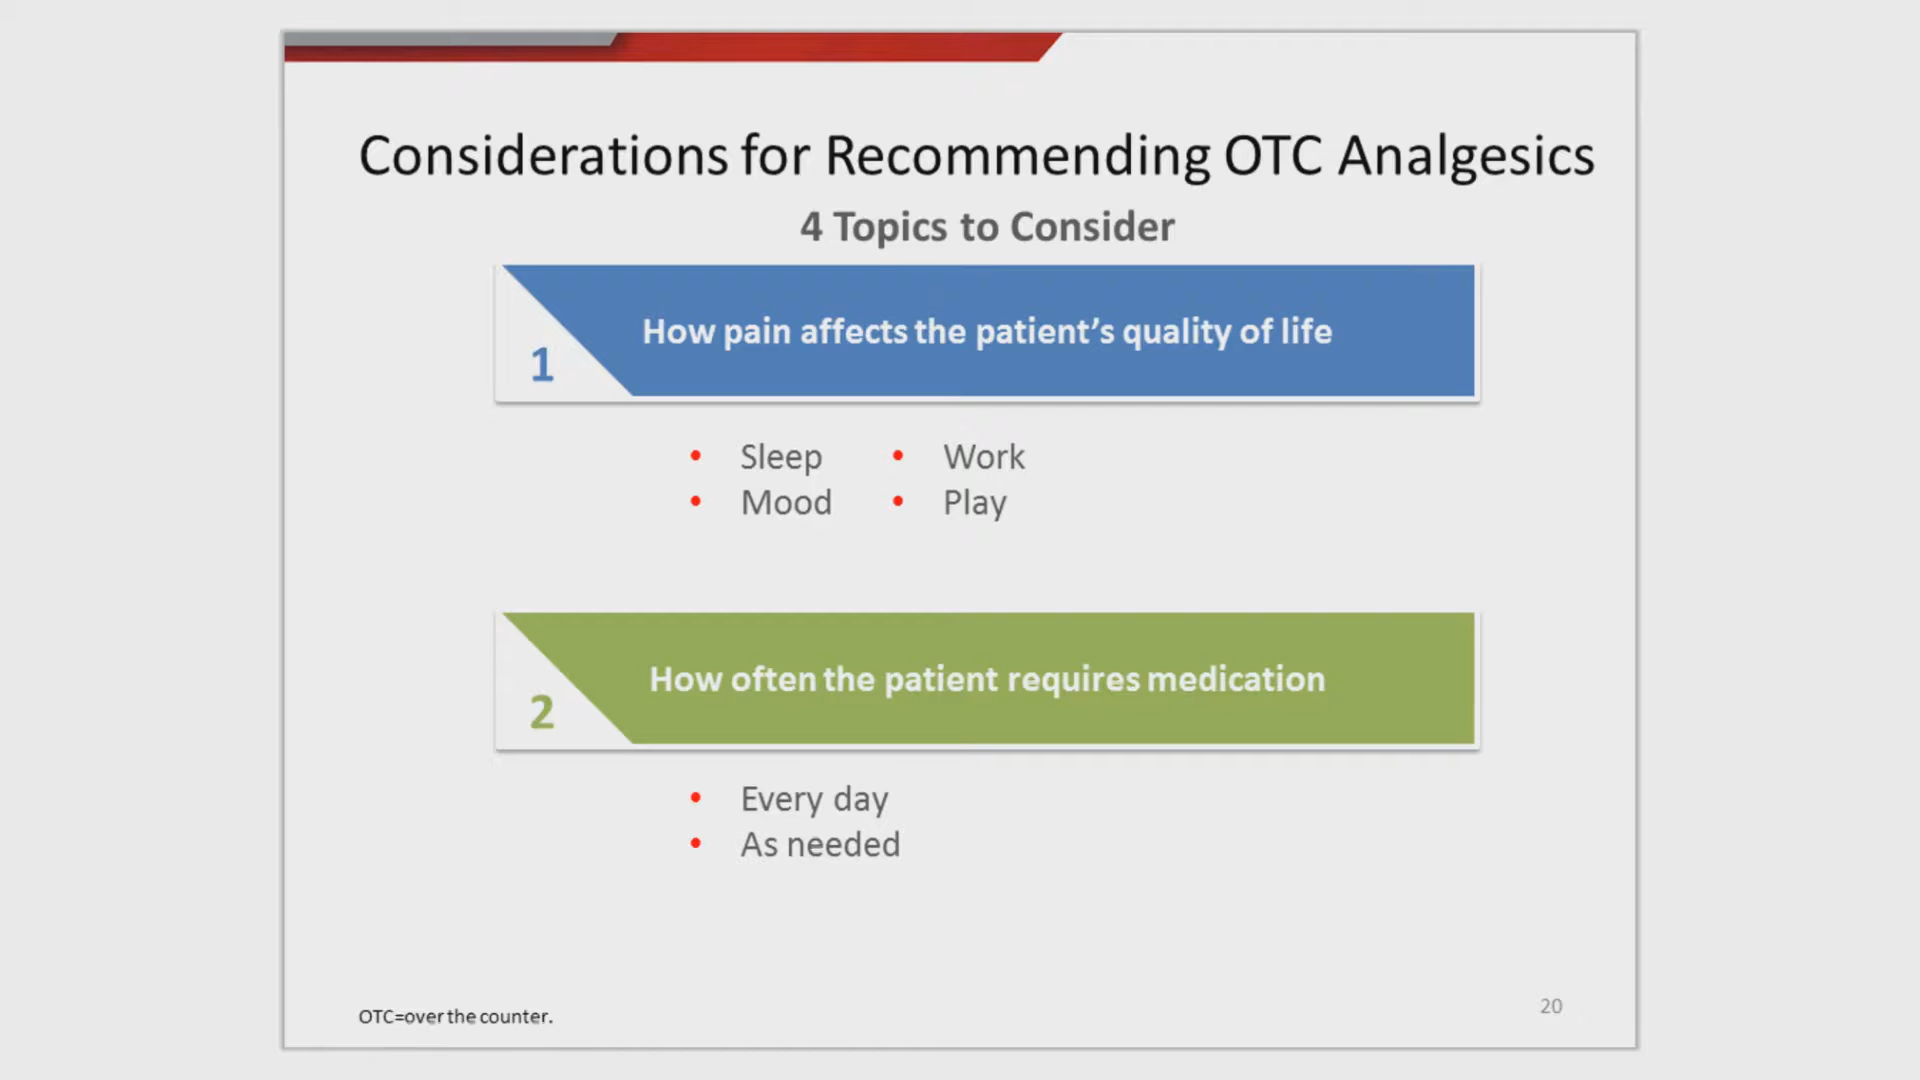 Considerations for Recommending OTC Analgesics
4 Topics to Consider
1
How pain affects the patient’s quality of life
• Sleep • Work
• Mood • Play
2
How often the patient requires medication
• Every day
• As needed
OTC=over the counter.
20